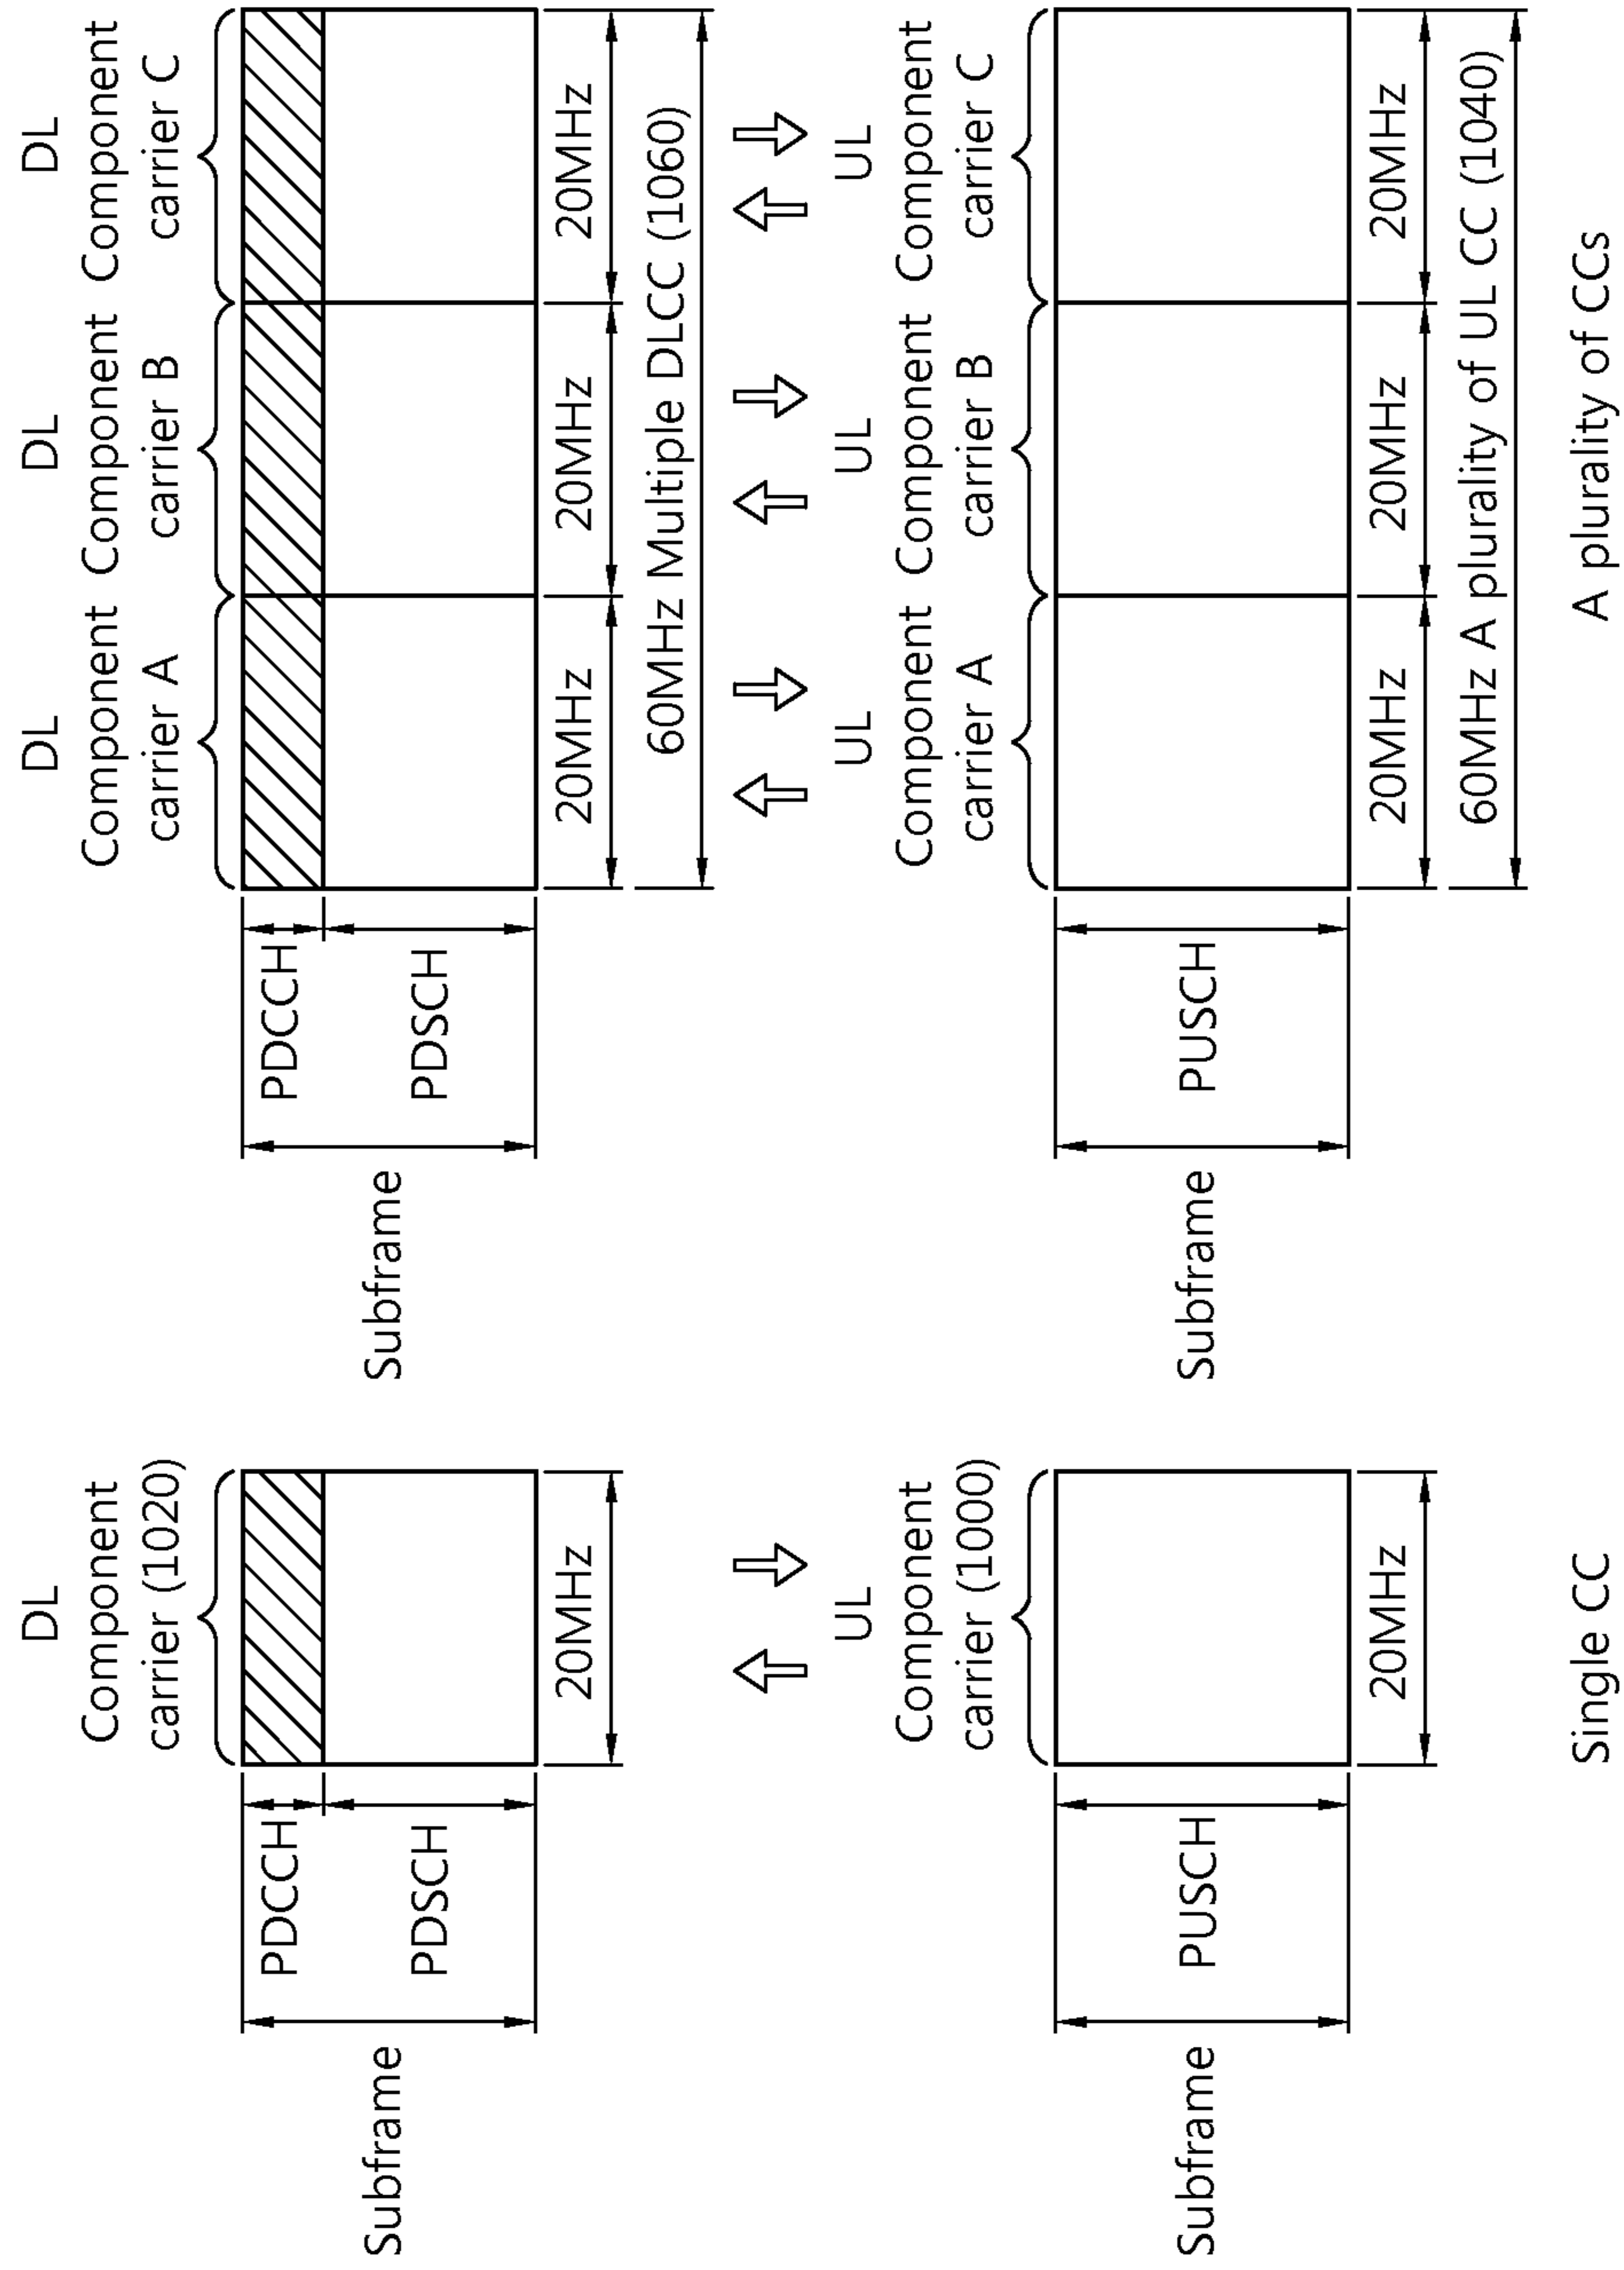 DL
Component
carrier (1020)
PDCCH
PDSCH
Subframe
20MHz
UL
Component
carrier (1000)
PUSCH
Subframe
20MHz
Single CC
DL
Component
carrier A
DL
Component
carrier B
DL
Component
carrier C
PDCCH
PDSCH
Subframe
20MHz
20MHz
20MHz
60MHz Multiple DLCC (1060)
UL
Component
carrier A
UL
Component
carrier B
UL
Component
carrier C
PUSCH
Subframe
20MHz
20MHz
20MHz
60MHz A plurality of UL CC (1040)
A plurality of CCs